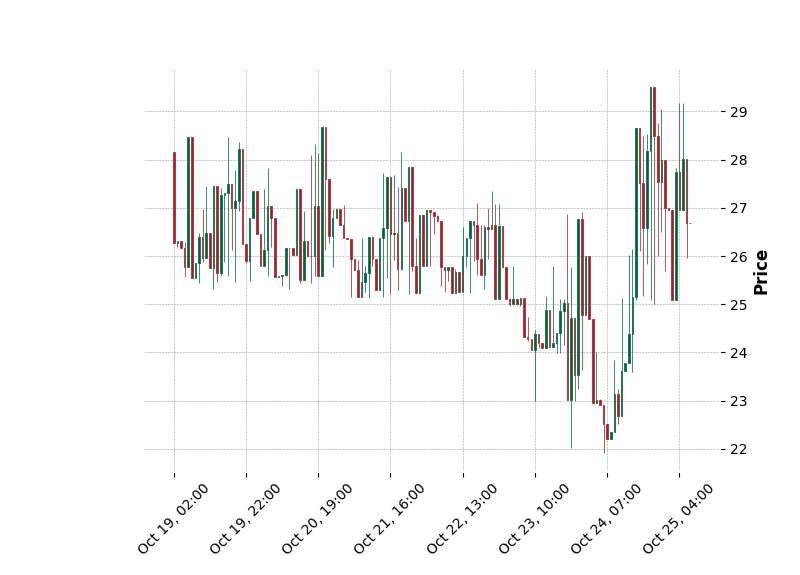 29
28
27
26
25
24
23
22
Price
Oct 19, 02:00
Oct 19, 22:00
Oct 20, 19:00
Oct 21, 16:00
Oct 22, 13:00
Oct 23, 10:00
Oct 24, 07:00
Oct 25, 04:00